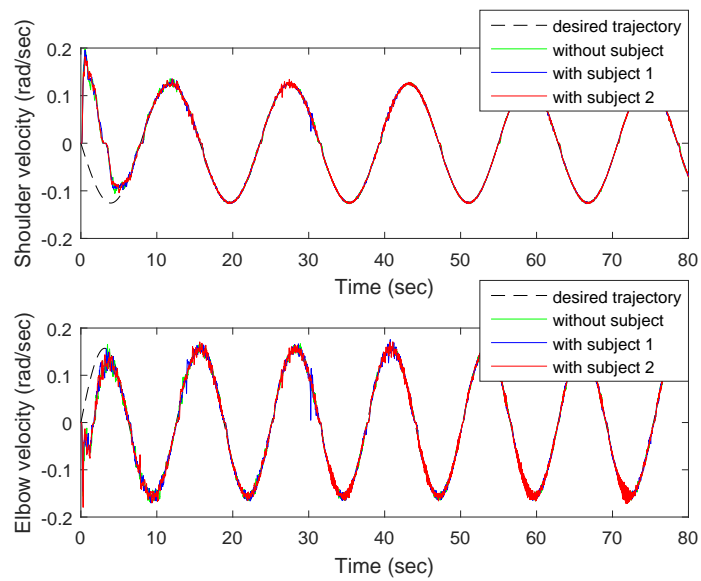 desired trajectory
without subject
with subject 1
with subject 2
Shoulder velocity (rad/sec)
0.2
0.1
0
-0.1
-0.2
0 10 20 30 40 50 60 70 80
Time (sec)
desired trajectory
without subject
with subject 1
with subject 2
Elbow velocity (rad/sec)
0.2
0.1
0
-0.1
-0.2
0 10 20 30 40 50 60 70 80
Time (sec)